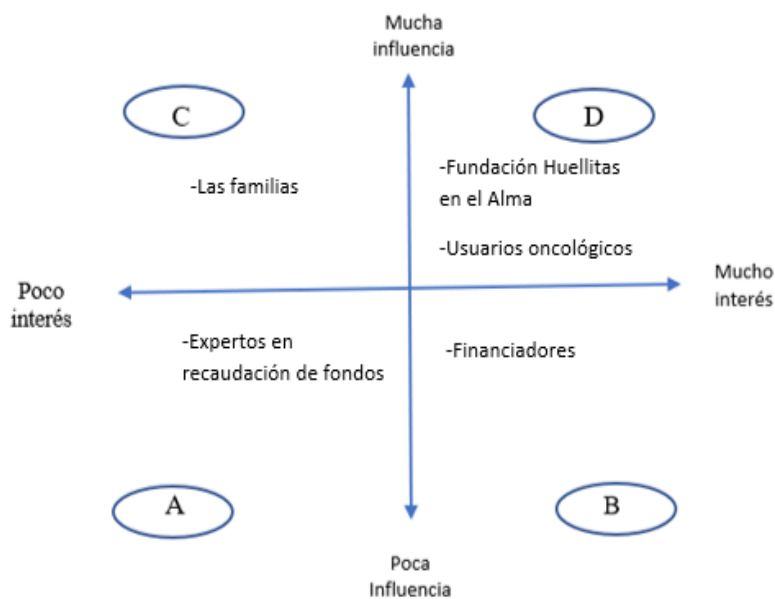 Mucha
influencia
C
D
-Fundación Huellitas
en el Alma
-Las familias
-Usuarios oncológicos
Poco
interés
Mucho
interés
-Expertos en
recaudación de fondos
-Financiadores
A
B
Poca
Influencia